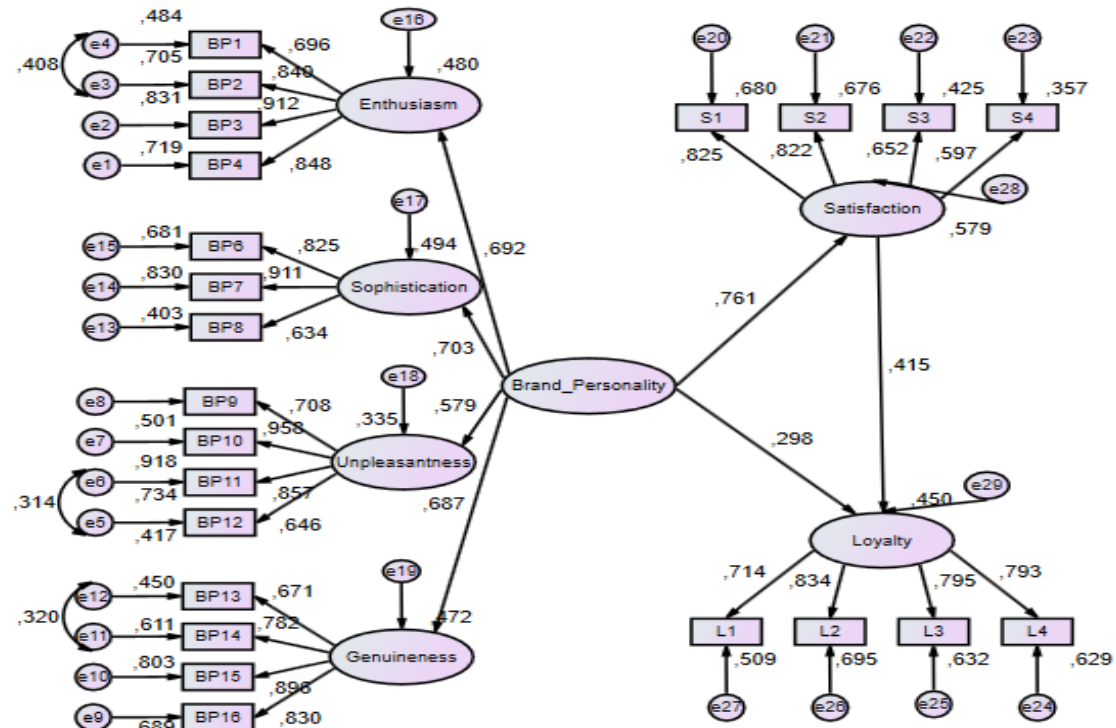 e16
,484
e4
BP1
,696
,480
,408
,705
e3
BP2
,840
Enthusiasm
,831
,912
e2
BP3
,719
e1
BP4
,848
e20
e21
e22
e23
,680
,676
,425
,357
S1
S2
S3
S4
,825
,822
,652
,597
e28
Satisfaction
,579
e17
,681
,494
e15
BP6
,825
,692
,830
,911
e14
BP7
Sophistication
,403
e13
BP8
,634
,761
,703
,415
e18
Brand_Personality
e8
BP9
,708
,335
,579
,501
,958
e7
BP10
,298
,918
Unpleasantness
e6
BP11
,314
,734
,857
,687
e5
BP12
,417
,646
,450
e29
Loyalty
e19
,450
e12
BP13
,671
,320
,472
,611
e11
BP14
,782
,803
Genuineness
e10
BP15
,896
e9
BP16
,830
,689
,714
,834
,795
,793
L1
L2
L3
L4
,509
,695
,632
,629
e27
e26
e25
e24